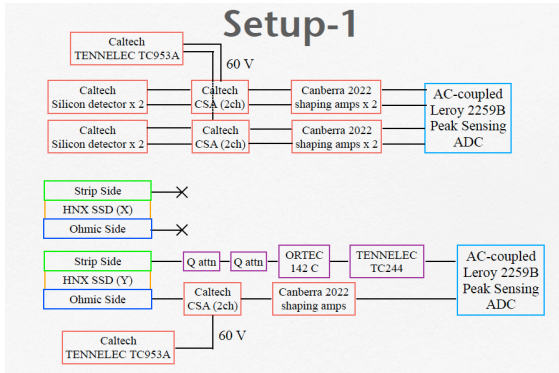 Setup-1
Caltech
TENNELEC TC953A
60 V
Caltech
Silicon detector x 2
Caltech
CSA (2ch)
Canberra 2022
shaping amps x 2
AC-coupled
Leroy 2259B
Peak Sensing
ADC
Caltech
Silicon detector x 2
Caltech
CSA (2ch)
Canberra 2022
shaping amps x 2
Strip Side
HNX SSD (X)
Ohmic Side
Strip Side
HNX SSD (Y)
Ohmic Side
Q attn
Q attn
ORTEC
142 C
TENNELEC
TC244
AC-coupled
Leroy 2259B
Peak Sensing
ADC
Caltech
CSA (2ch)
Canberra 2022
shaping amps
60 V
Caltech
TENNELEC TC953A